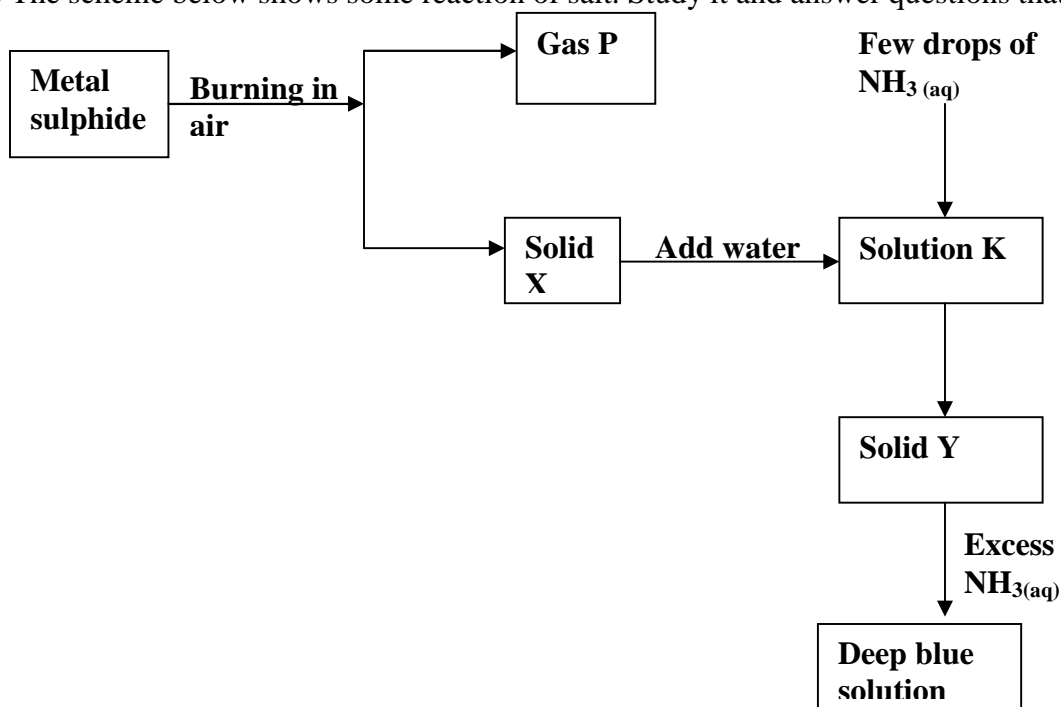 The scheme below shows some reaction of salt. Study it and answer questions that
Gas P
Few drops of
NH3 (aq)
Metal
sulphide
Burning in
air
Solid
X
Add water
Solution K
Solid Y
Excess
NH3(aq)
Deep blue
solution